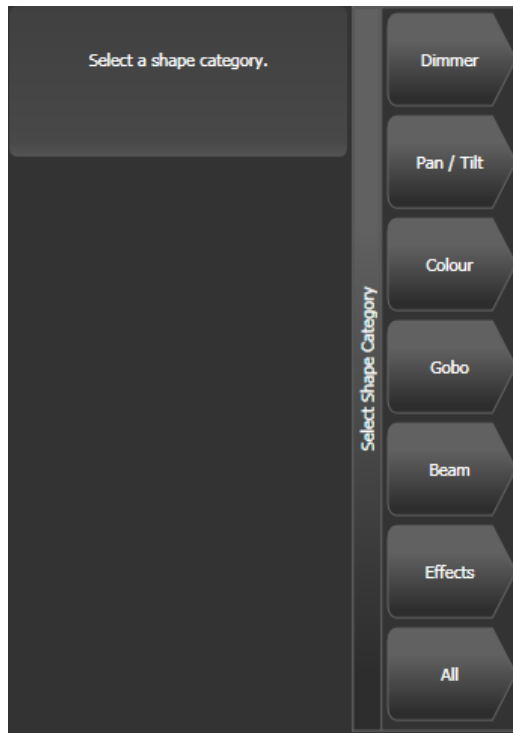 Select a shape category.
Select Shape Category
Dimmer
Pan / Tilt
Colour
Gobo
Beam
Effects
All